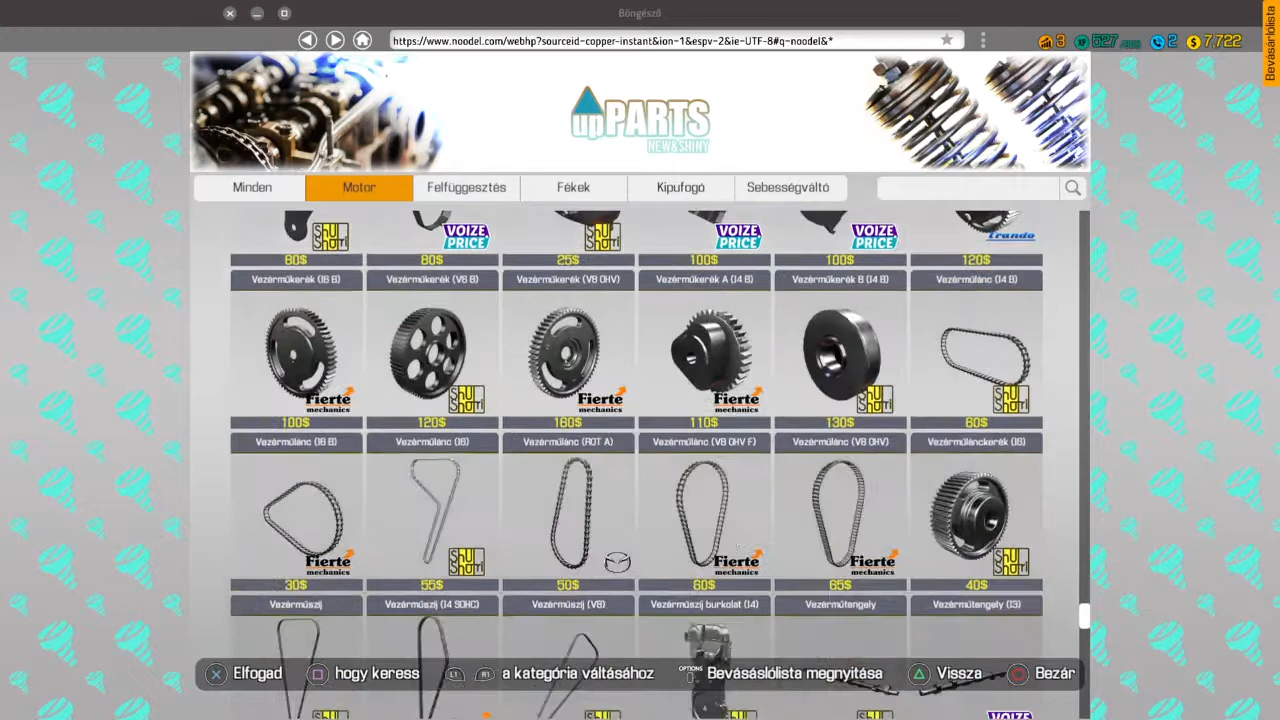 Böngésző
Bevásárlólista
https://www.noodel.com/webhp?sourceid-copper-instant&ion-1&espv-2&ie-UTF-8#q-noodel&*
3 527 2 7,722
upPARTS
NEW&SHINY
Minden Motor Felfüggesztés Fékek Kipufogó Sebességváltó
VOIZE PRICE VOIZE PRICE VOIZE PRICE
80$ 80$ 25$ 100$ 100$ 120$
Vezérműkerék (I6 B) Vezérműkerék (V6 B) Vezérműkerék (V8 OHV) Vezérműkerék A (I4 B) Vezérműkerék B (I4 B) Vezérműlánc (I4 B)
Fierte mechanics Fierte mechanics Fierte mechanics
100$ 120$ 160$ 110$ 130$ 60$
Vezérműlánc (I6 B) Vezérműlánc (I6) Vezérműlánc (ROT A) Vezérműlánc (V8 OHV F) Vezérműlánc (V8 OHV) Vezérműlánckerék (I6)
Fierte mechanics Fierte mechanics Fierte mechanics
30$ 55$ 50$ 60$ 65$ 40$
Vezérműszíj Vezérműszíj (I4 SOHC) Vezérműszíj (V8) Vezérműszíj burkolat (I4) Vezérműtengely Vezérműtengely (I3)
Elfogad hogy keress L1 R1 a kategória váltásához OPTIONS Bevásáslólista megnyitása Vissza Bezár